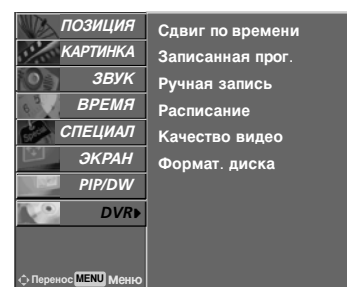 ПОЗИЦИЯ
КАРТИНКА
ЗВУК
ВРЕМЯ
СПЕЦИАЛ
ЭКРАН
PIP/DW
DVR
Перенос MENU Меню
Сдвиг по времени
Записанная прог.
Ручная запись
Расписание
Качество видео
Формат. диска